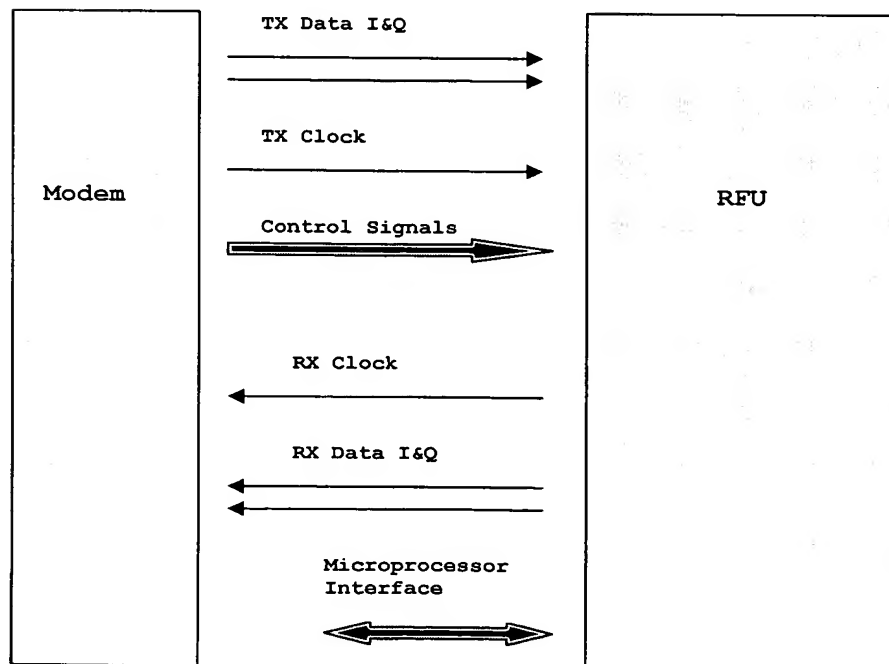 TX Data I&Q
TX Clock
Modem
RFU
Control Signals
RX Clock
RX Data I&Q
Microprocessor
Interface